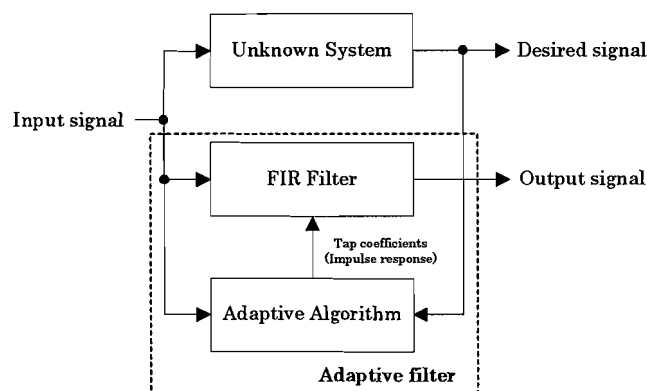 Unknown System
Desired signal
Input signal
FIR Filter
Output signal
Tap coefficients
(Impulse response)
Adaptive Algorithm
Adaptive filter